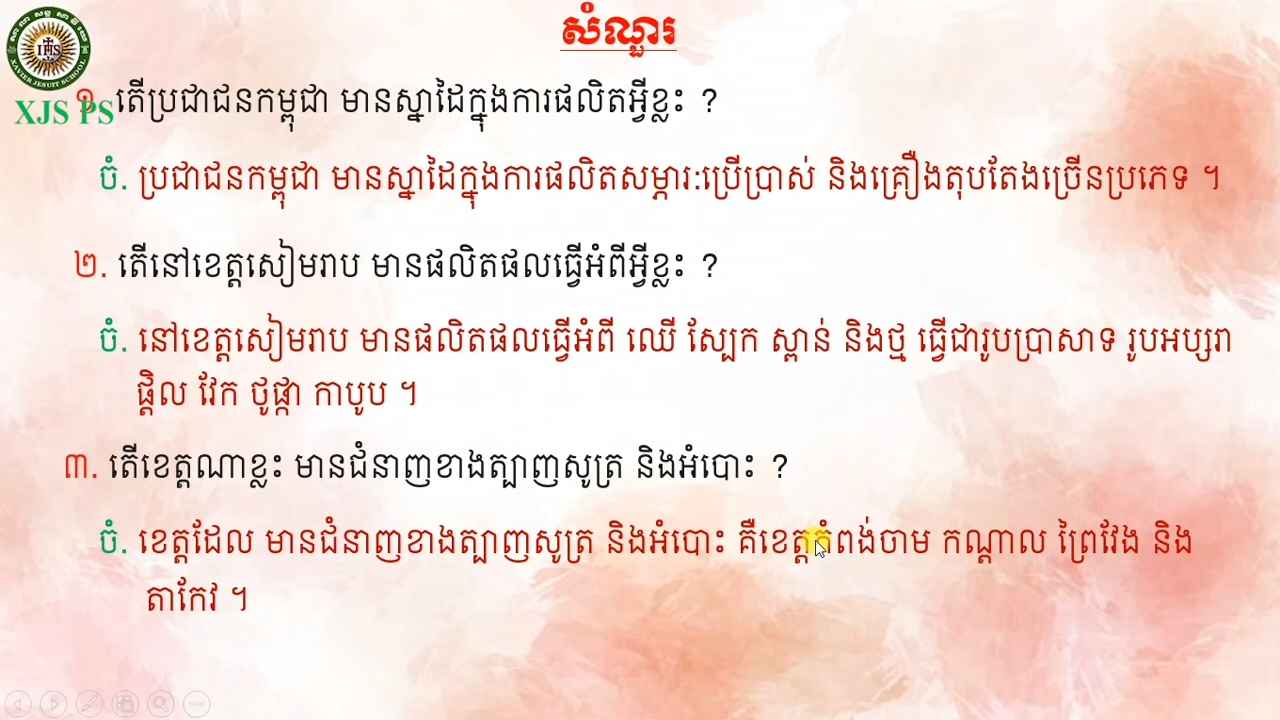 សំណួរ
XJS PS
XAVIER JESUIT SCHOOL
IHS
១. តើប្រជាជនកម្ពុជា មានស្នាដៃក្នុងការផលិតអ្វីខ្លះ ?
ចំ. ប្រជាជនកម្ពុជា មានស្នាដៃក្នុងការផលិតសម្ភារៈប្រើប្រាស់ និងគ្រឿងតុបតែងច្រើនប្រភេទ ។
២. តើនៅខេត្តសៀមរាប មានផលិតផលធ្វើអំពីអ្វីខ្លះ ?
ចំ. នៅខេត្តសៀមរាប មានផលិតផលធ្វើអំពី ឈើ ស្បែក ស្ពាន់ និងថ្ម ធ្វើជារូបប្រាសាទ រូបអប្សរា
ផ្តិល វែក ថូផ្កា កាបូប ។
៣. តើខេត្តណាខ្លះ មានជំនាញខាងត្បាញសូត្រ និងអំបោះ ?
ចំ. ខេត្តដែល មានជំនាញខាងត្បាញសូត្រ និងអំបោះ គឺខេត្តកំពង់ចាម កណ្តាល ព្រៃវែង និង
តាកែវ ។